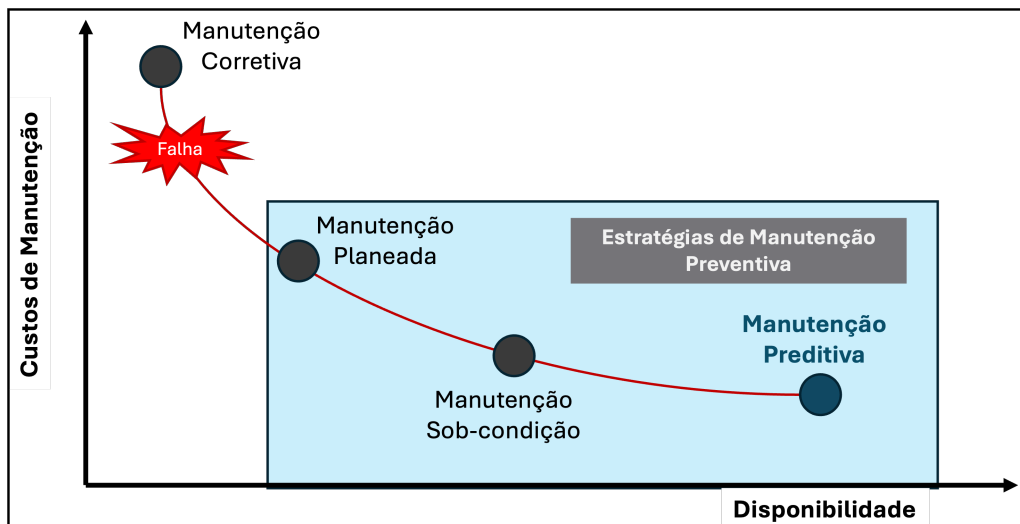 Manutenção
Corretiva
Custos de Manutenção
Falha
Manutenção
Planeada
Estratégias de Manutenção
Preventiva
Manutenção
Preditiva
Manutenção
Sob-condição
Disponibilidade